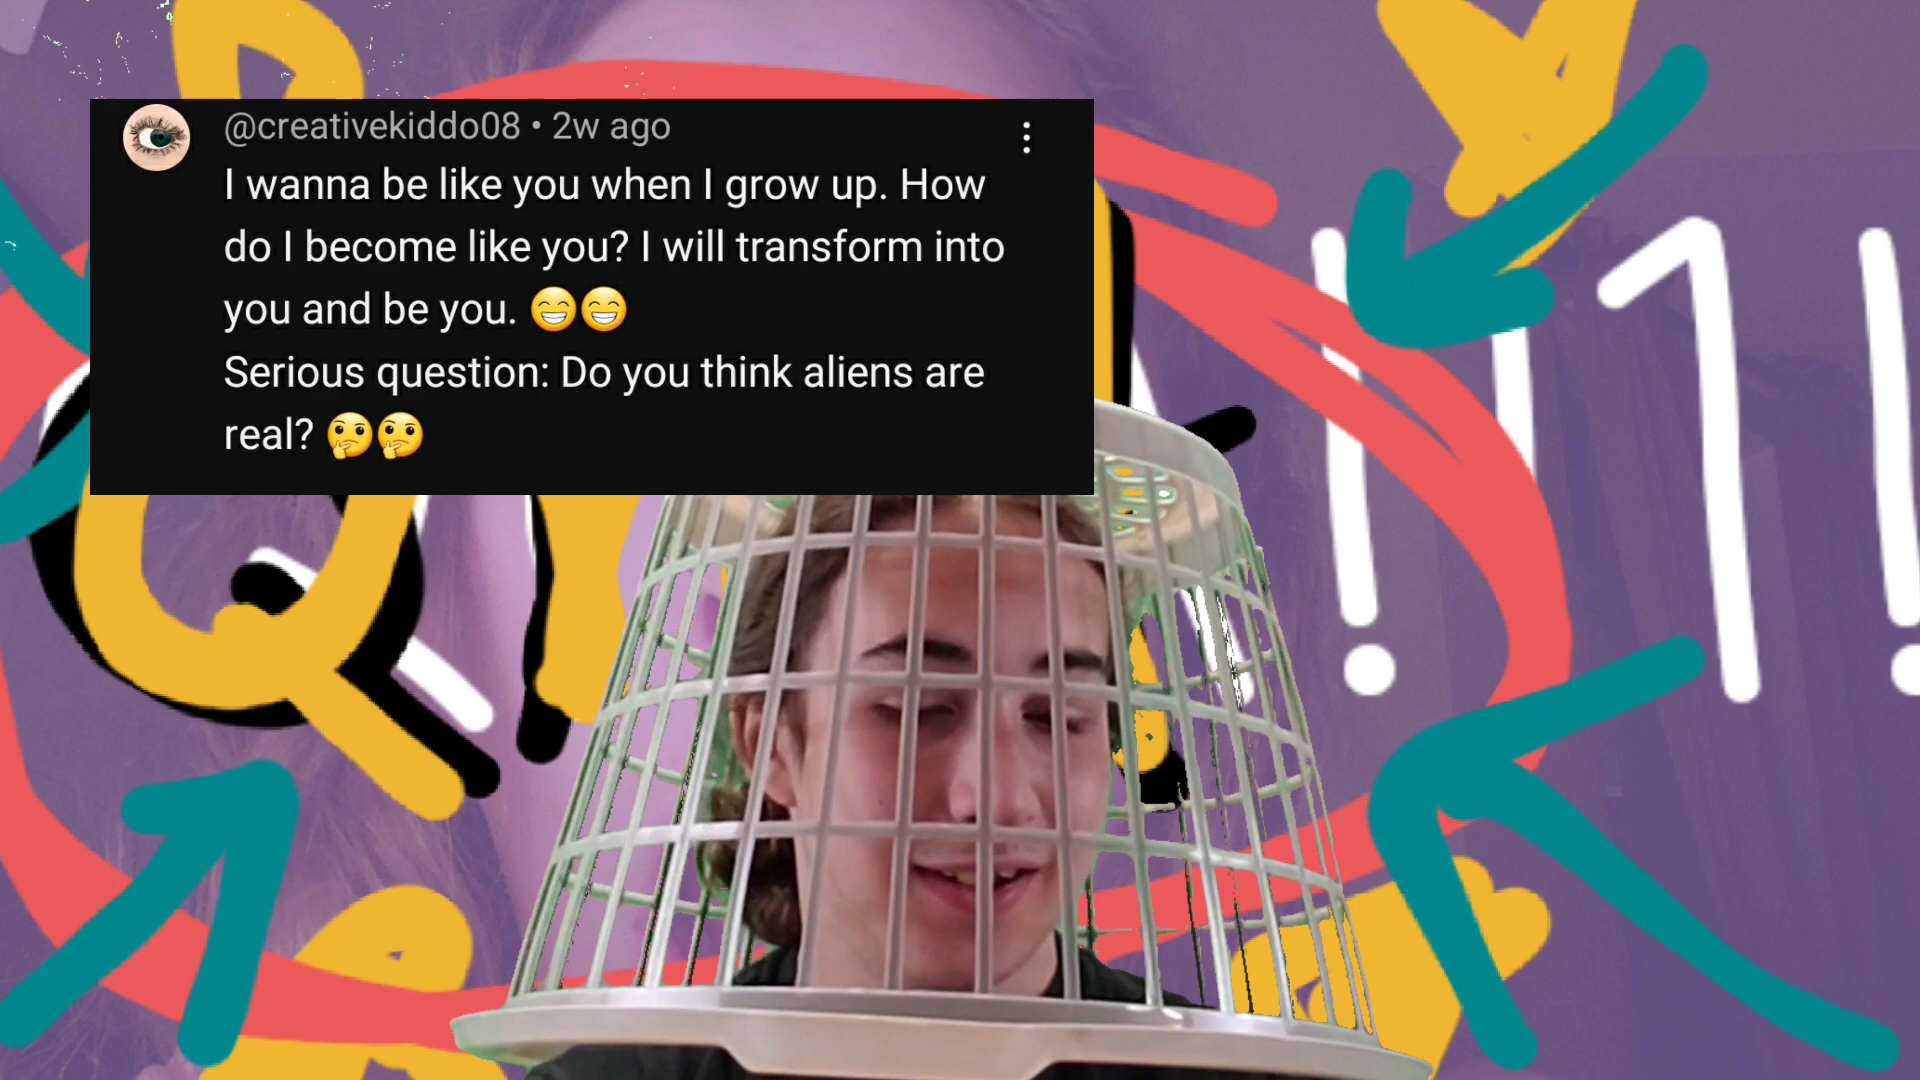 @creativekiddo08 • 2w ago
I wanna be like you when I grow up. How
do I become like you? I will transform into
you and be you. 😁😁
Serious question: Do you think aliens are
real? 🤔🤔
Q
!1!